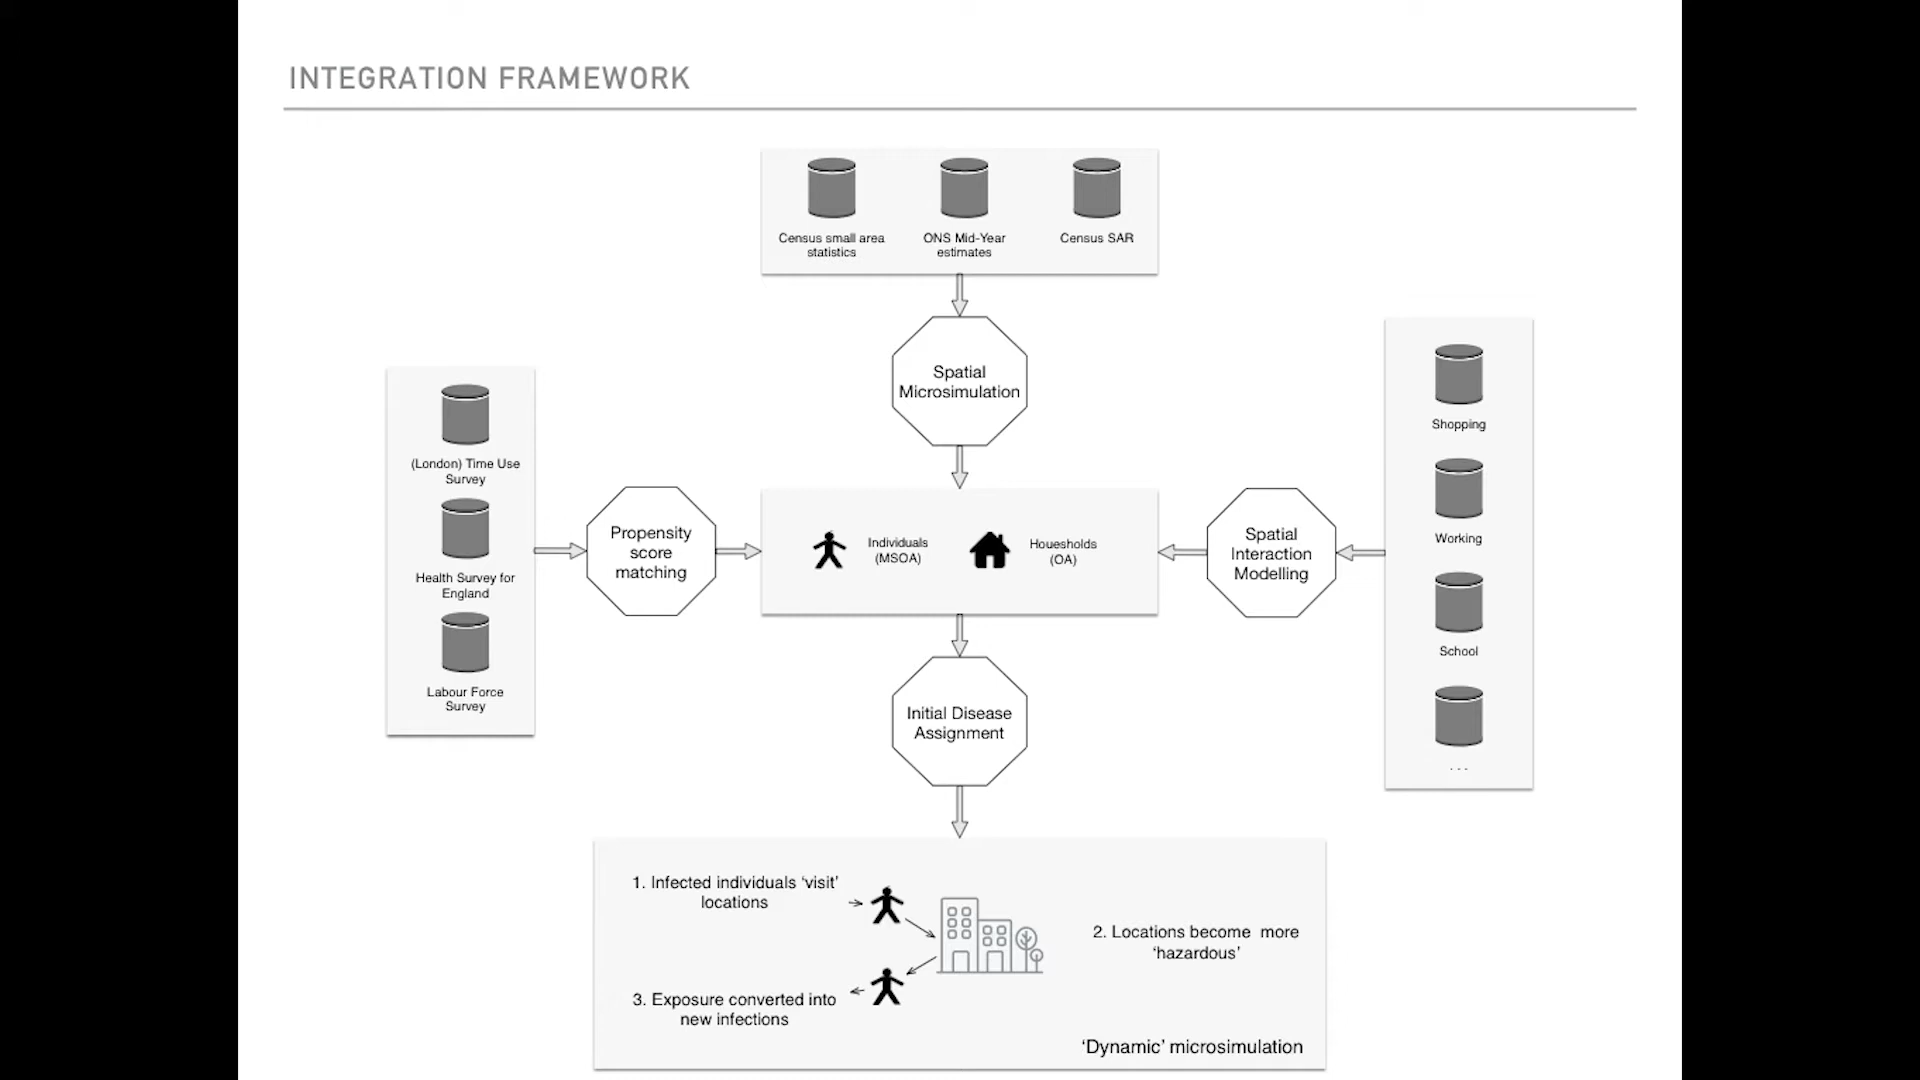 INTEGRATION FRAMEWORK
Census small area
statistics
ONS Mid-Year
estimates
Census SAR
Spatial
Microsimulation
(London) Time Use
Survey
Health Survey for
England
Labour Force
Survey
Propensity
score
matching
Individuals
(MSOA)
Houesholds
(OA)
Spatial
Interaction
Modelling
Shopping
Working
School
. . .
Initial Disease
Assignment
1. Infected individuals ‘visit’
locations
2. Locations become more
‘hazardous’
3. Exposure converted into
new infections
‘Dynamic’ microsimulation